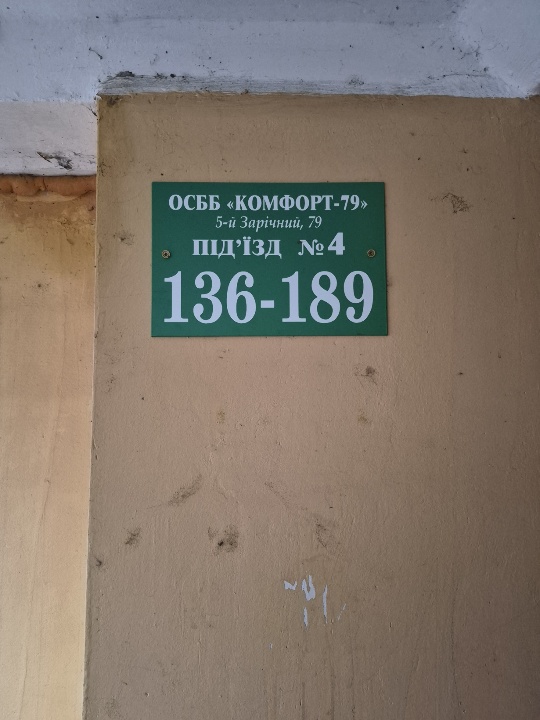 ОСББ «КОМФОРТ-79»
5-й Зарічний, 79
ПІД’ЇЗД №4
136-189